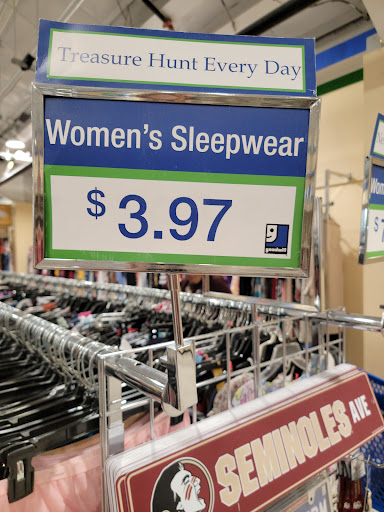 Treasure Hunt Every Day
Women's Sleepwear
$ 3.97
goodwill
SEMINOLES AVE